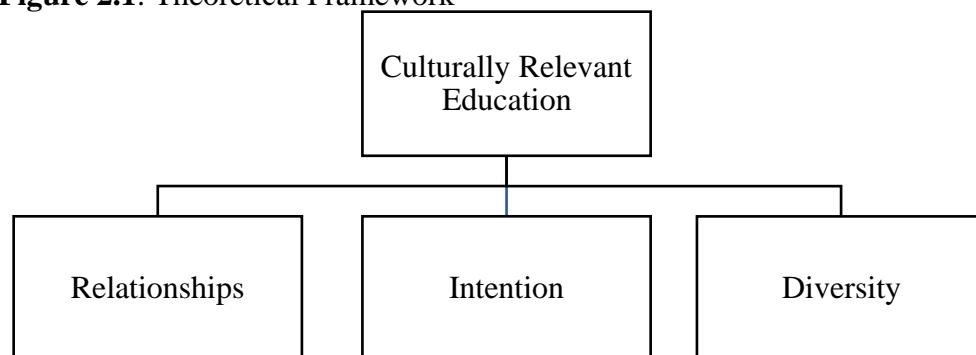 Figure 2.1. Theoretical Framework
Culturally Relevant
Education
Relationships
Intention
Diversity